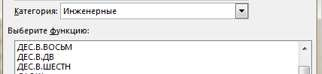 Категория: Инженерные
Выберите функцию:
ДЕС.В.ВОСЬМ
ДЕС.В.ДВ
ДЕС.В.ШЕСТН